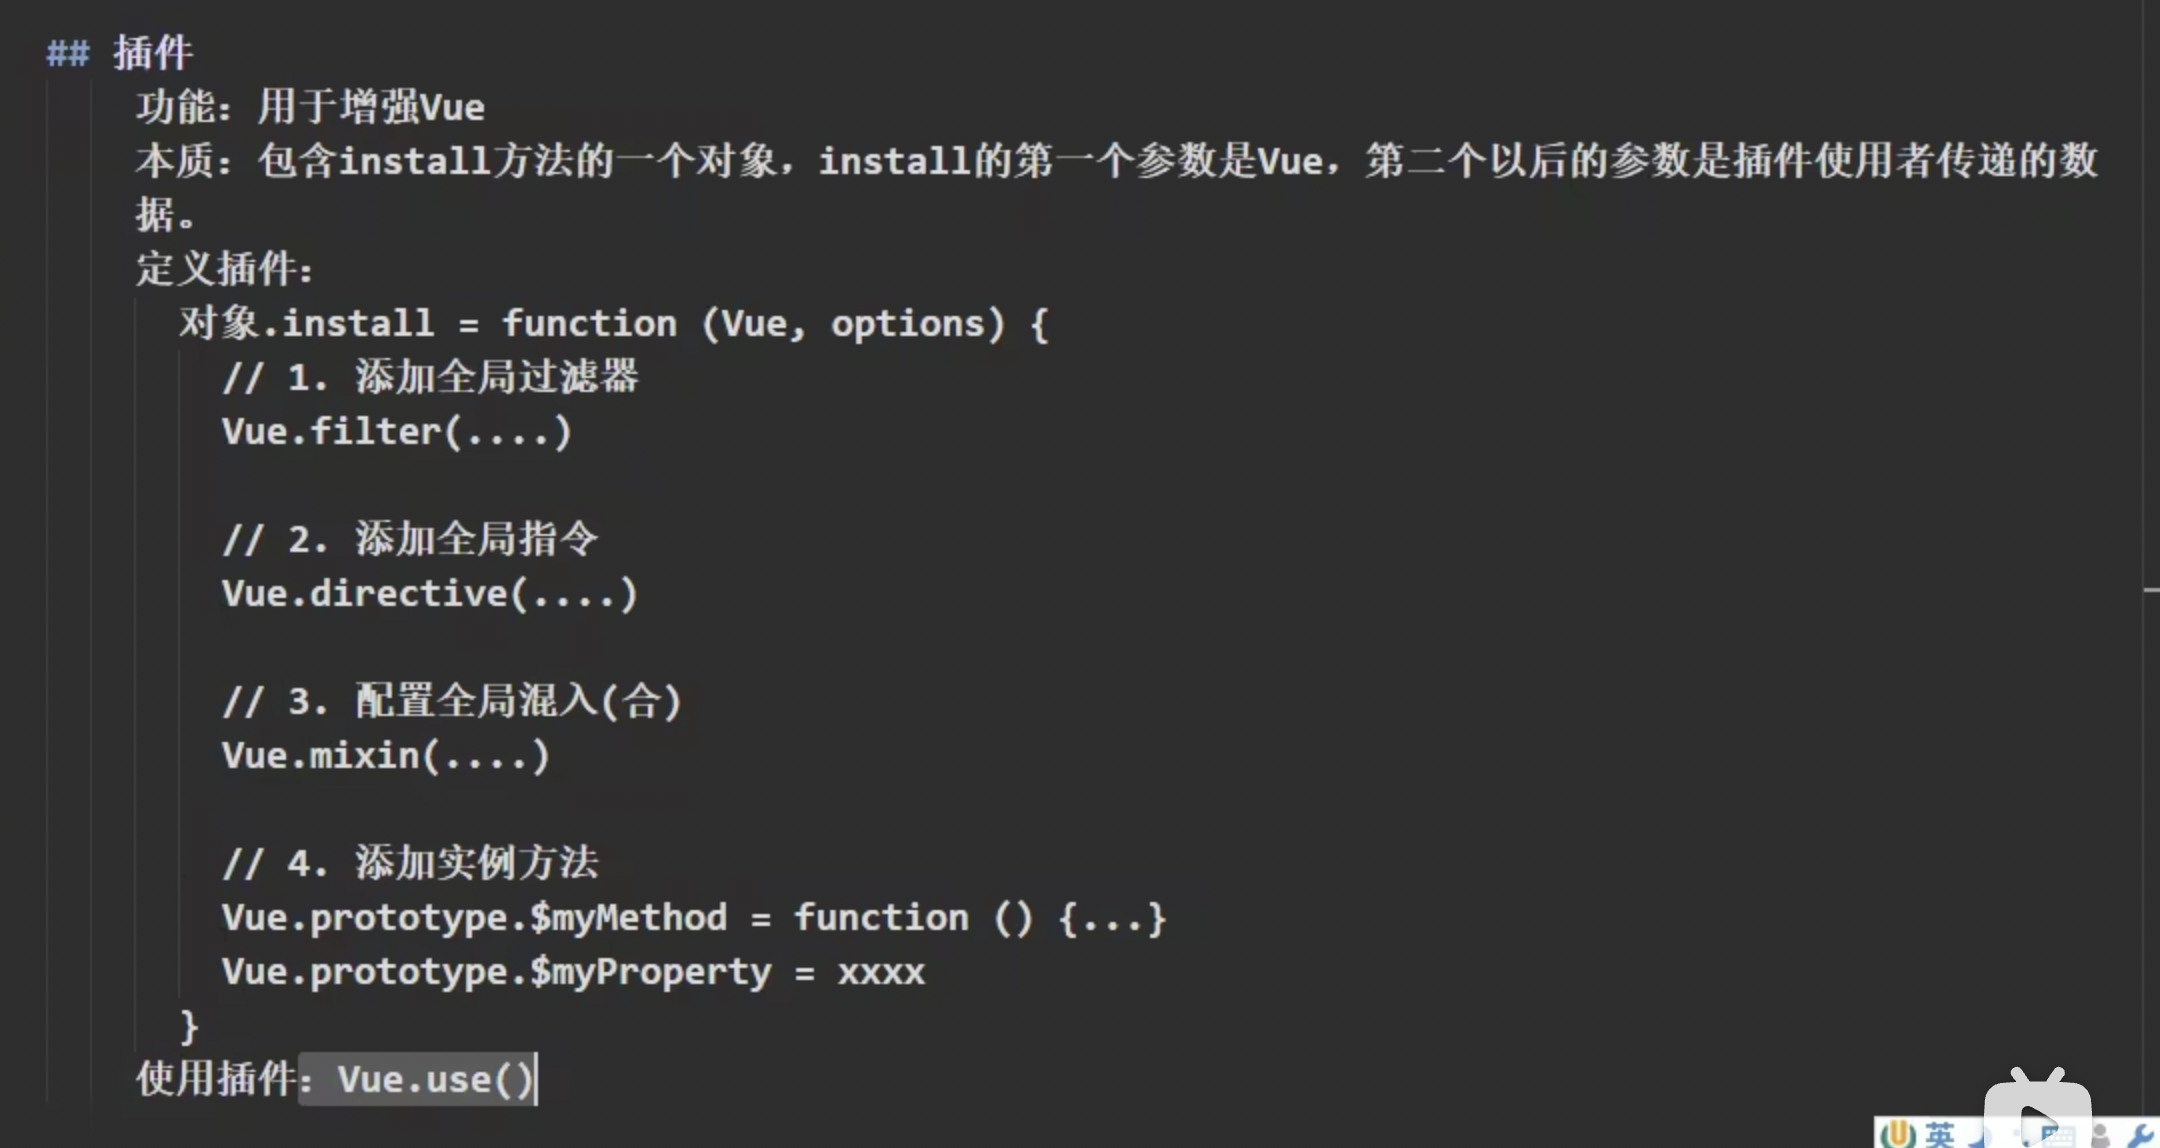 ## 插件
功能：用于增强Vue
本质：包含install方法的一个对象，install的第一个参数是Vue，第二个以后的参数是插件使用者传递的数
据。
定义插件：
对象.install = function (Vue, options) {
// 1. 添加全局过滤器
Vue.filter(....)
// 2. 添加全局指令
Vue.directive(....)
// 3. 配置全局混入(合)
Vue.mixin(....)
// 4. 添加实例方法
Vue.prototype.$myMethod = function () {...}
Vue.prototype.$myProperty = xxxx
}
使用插件：Vue.use()
英